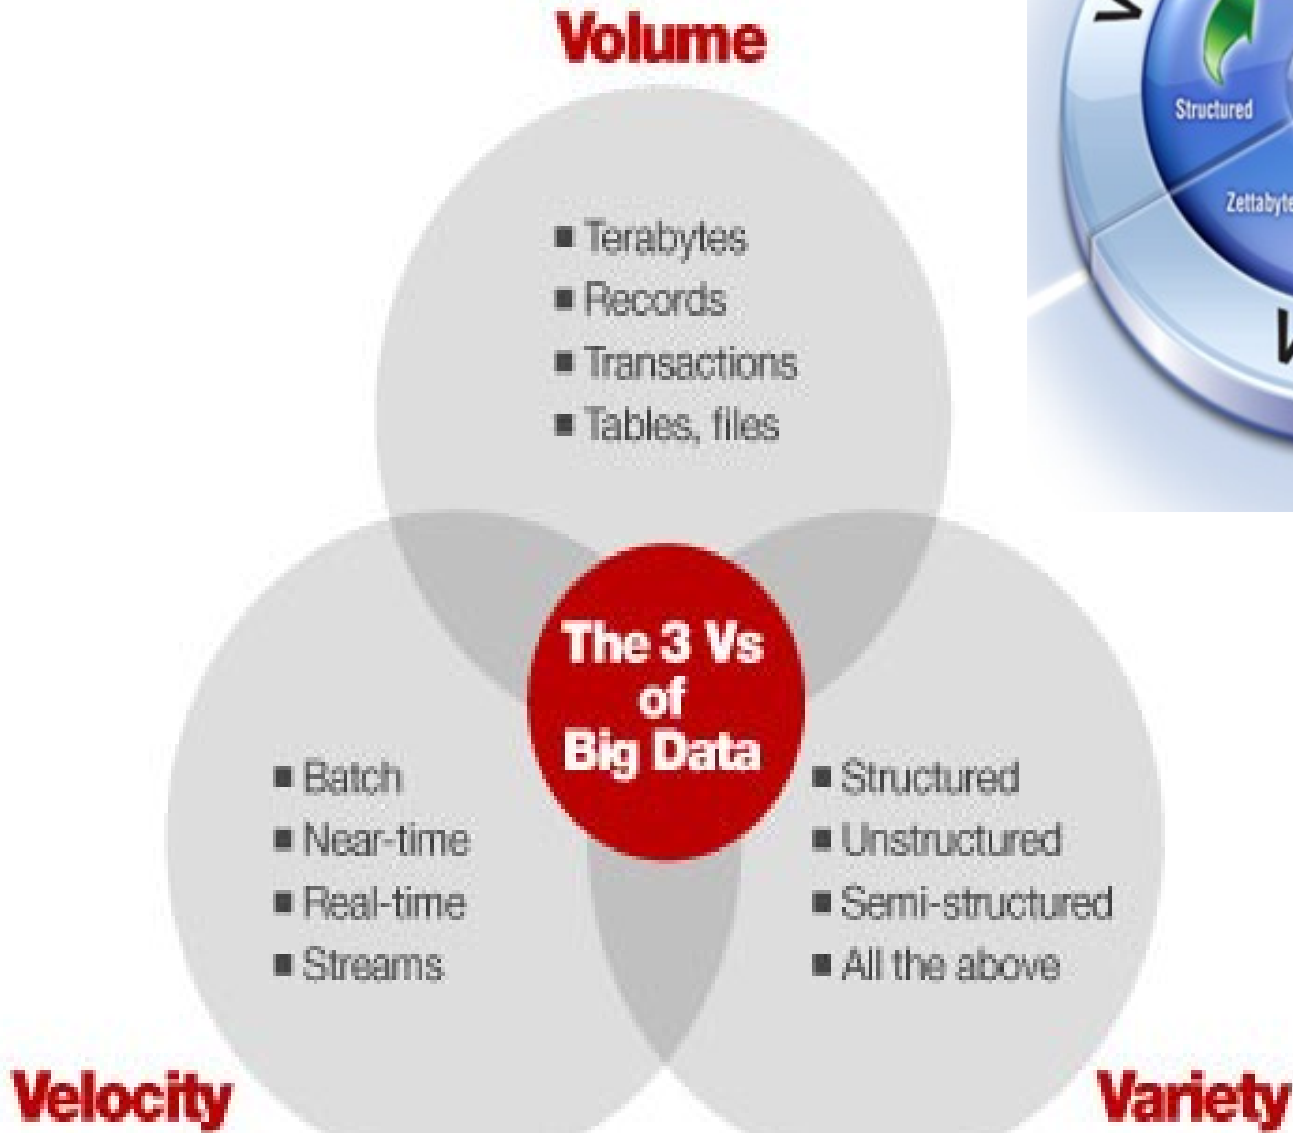 Volume
Structured
■ Terabytes
■ Records
■ Transactions
■ Tables, files
The 3 Vs
of
Big Data
■ Batch
■ Near-time
■ Real-time
■ Streams
■ Structured
■ Unstructured
■ Semi-structured
■ All the above
Velocity
Variety